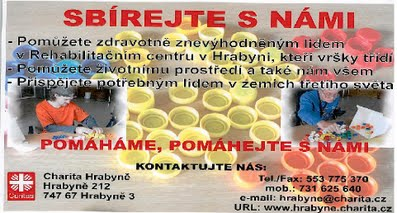 SBÍREJTE S NÁMI
- Pomůžete zdravotně znevýhodneným lidem
v Rehabilitačním centru v Hrabyni, kteří vršky třídí
- Pomůžete životnímu prostředí a také nám všem
- Přispějete potřebným lidem v zemích třetího světa
POMÁHÁME, POMÁHEJTE S NÁMI
KONTAKTUJTE NÁS:
Charita Hrabyně
Hrabyně 212
747 67 Hrabyně 3
Tel./Fax: 553 775 370
mob.: 731 625 640
e-mail: hrabyne@charita.cz
URL: www.hrabyne.charita.cz
Charita